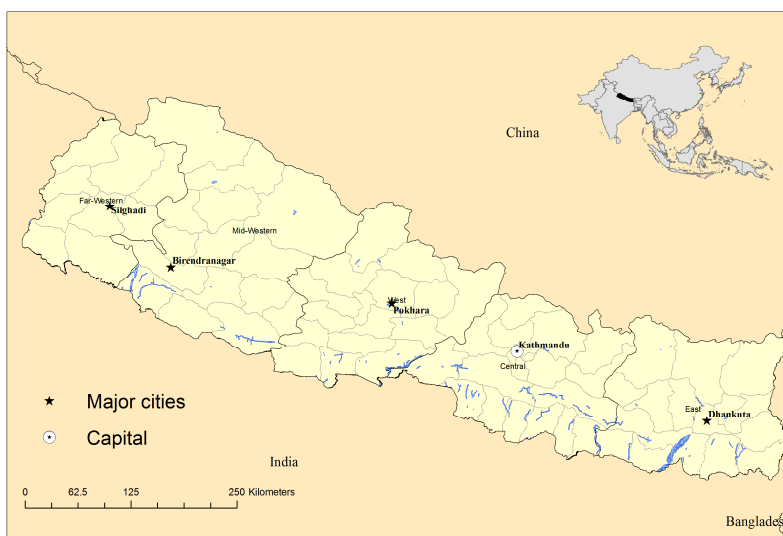 China
Far-Western
Silghadi
Mid-Western
Birendranagar
West
Pokhara
Kathmandu
Central
East
Dhankuta
Major cities
Capital
India
0 62.5 125 250 Kilometers
Banglades